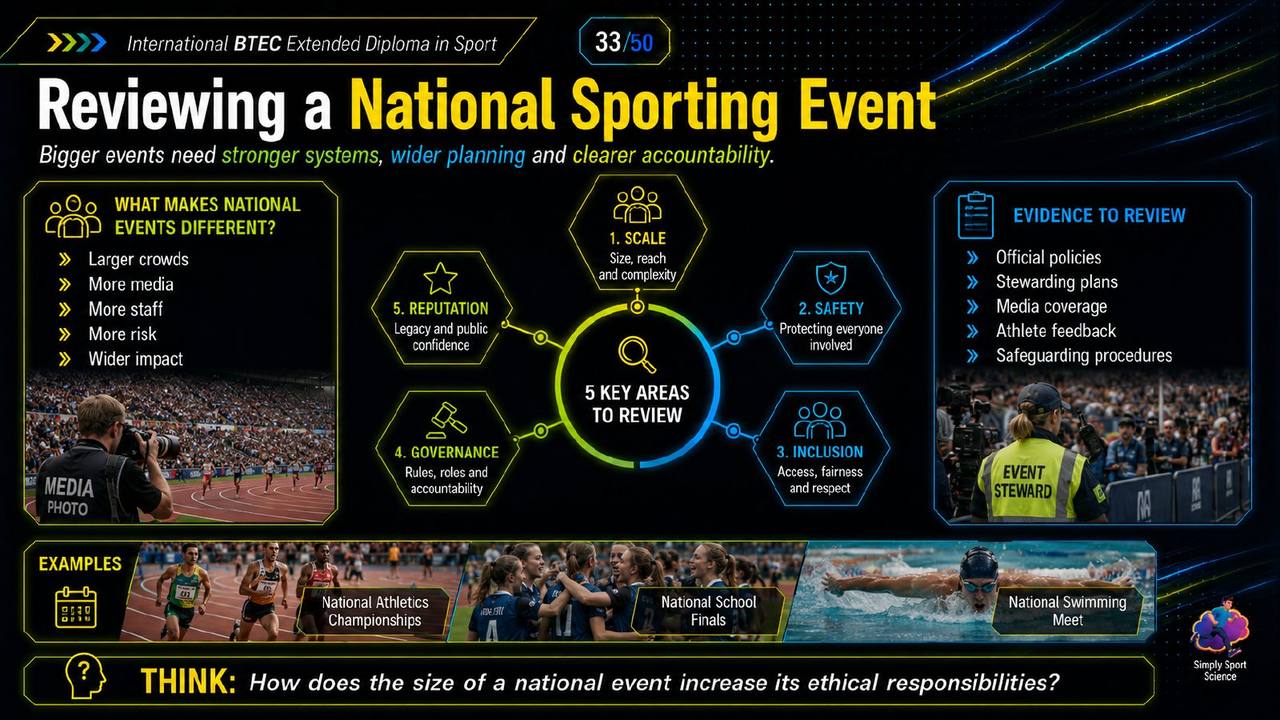 International BTEC Extended Diploma in Sport
33/50
Reviewing a National Sporting Event
Bigger events need stronger systems, wider planning and clearer accountability.
WHAT MAKES NATIONAL
EVENTS DIFFERENT?
Larger crowds
More media
More staff
More risk
Wider impact
MEDIA
PHOTO
1. SCALE
Size, reach
and complexity
2. SAFETY
Protecting everyone
involved
3. INCLUSION
Access, fairness
and respect
4. GOVERNANCE
Rules, roles and
accountability
5. REPUTATION
Legacy and public
confidence
5 KEY AREAS
TO REVIEW
EVIDENCE TO REVIEW
Official policies
Stewarding plans
Media coverage
Athlete feedback
Safeguarding procedures
EVENT
STEWARD
EXAMPLES
National Athletics
Championships
4
National School
Finals
National Swimming
Meet
THINK: How does the size of a national event increase its ethical responsibilities?
Simply Sport
Science